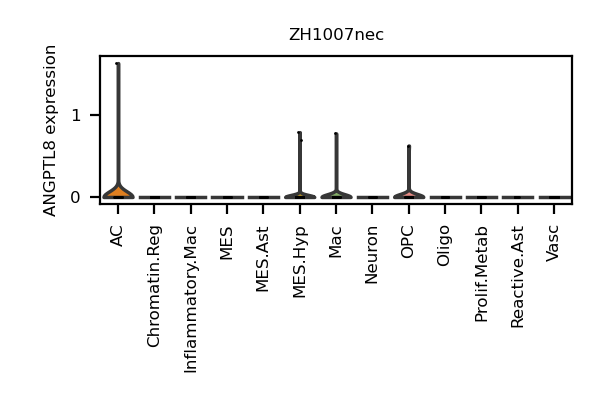 ZH1007nec
ANGPTL8 expression
1
0
AC
Chromatin.Reg
Inflammatory.Mac
MES
MES.Ast
MES.Hyp
Mac
Neuron
OPC
Oligo
Prolif.Metab
Reactive.Ast
Vasc